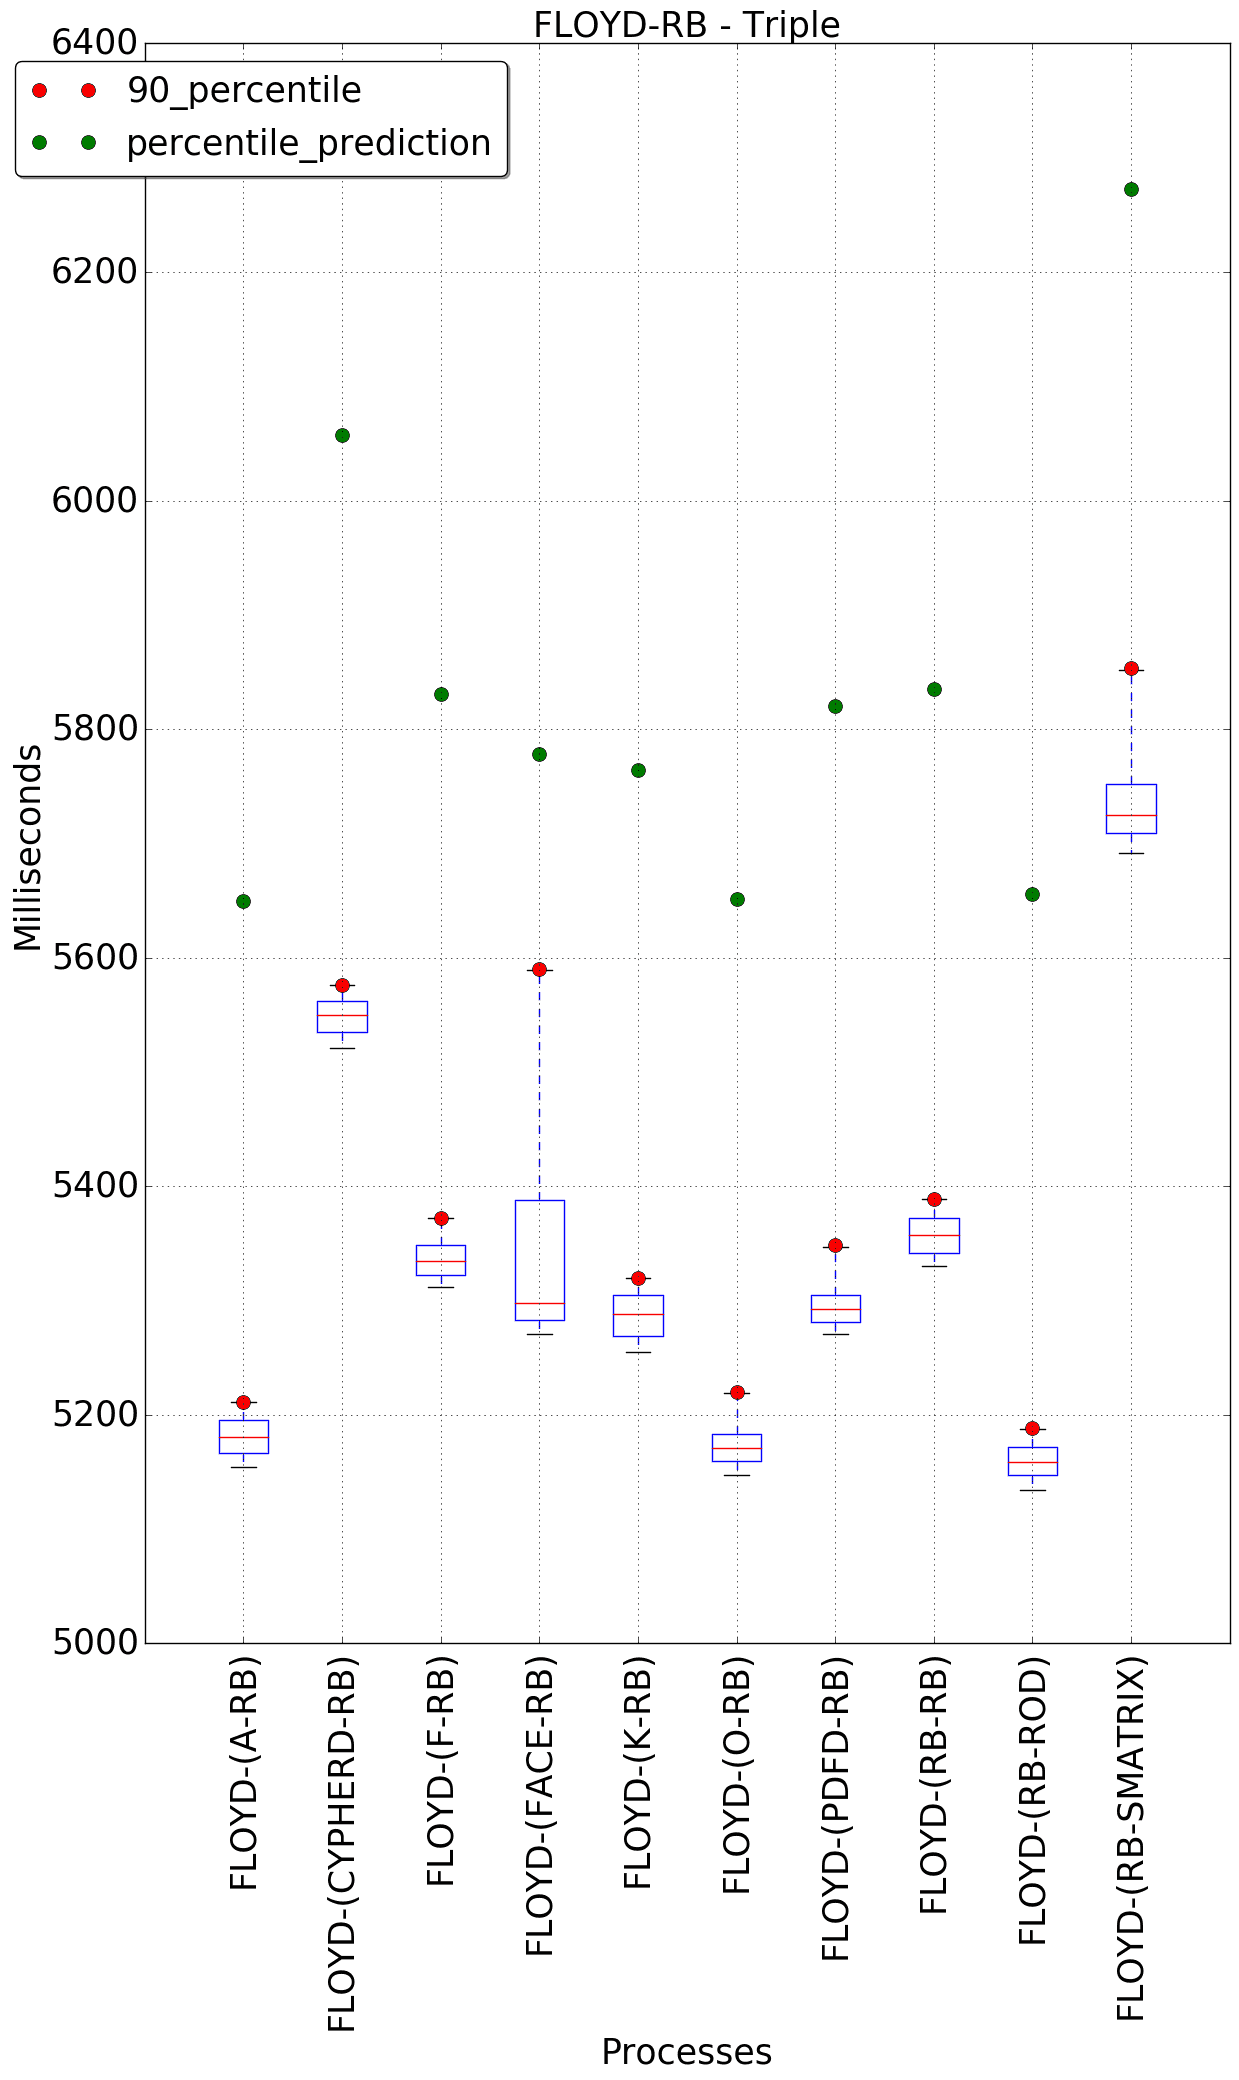 FLOYD-RB - Triple
90_percentile
percentile_prediction
6400
6200
6000
5800
5600
5400
5200
5000
Milliseconds
FLOYD-(A-RB)
FLOYD-(CYPHERD-RB)
FLOYD-(F-RB)
FLOYD-(FACE-RB)
FLOYD-(K-RB)
FLOYD-(O-RB)
FLOYD-(PDFD-RB)
FLOYD-(RB-RB)
FLOYD-(RB-ROD)
FLOYD-(RB-SMATRIX)
Processes